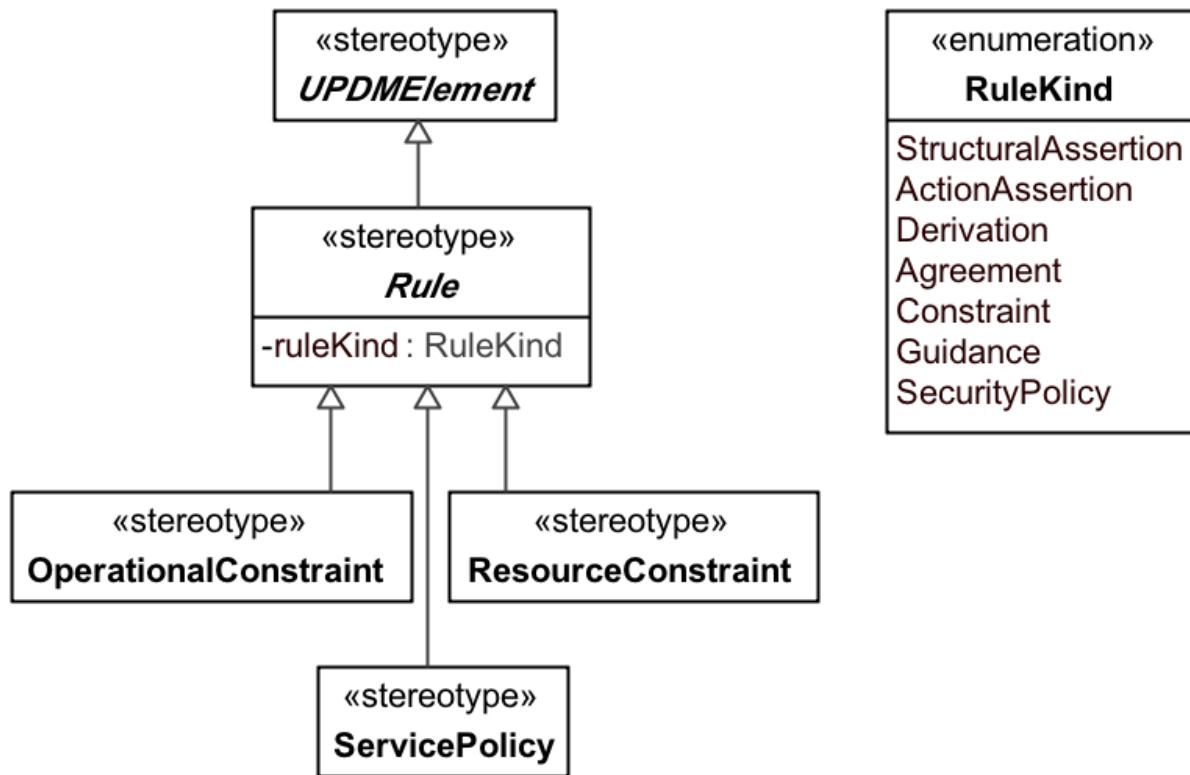 «stereotype»
UPDMElement
«stereotype»
Rule
-ruleKind : RuleKind
«stereotype»
OperationalConstraint
«stereotype»
ResourceConstraint
«stereotype»
ServicePolicy
«enumeration»
RuleKind
StructuralAssertion
ActionAssertion
Derivation
Agreement
Constraint
Guidance
SecurityPolicy